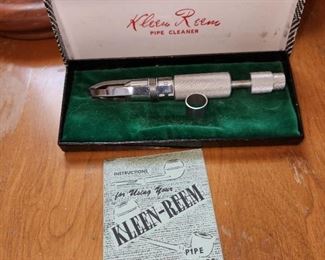 Kleen Reem
PIPE CLEANER
INSTRUCTIONS
for Using Your
KLEEN-REEM
PIPE